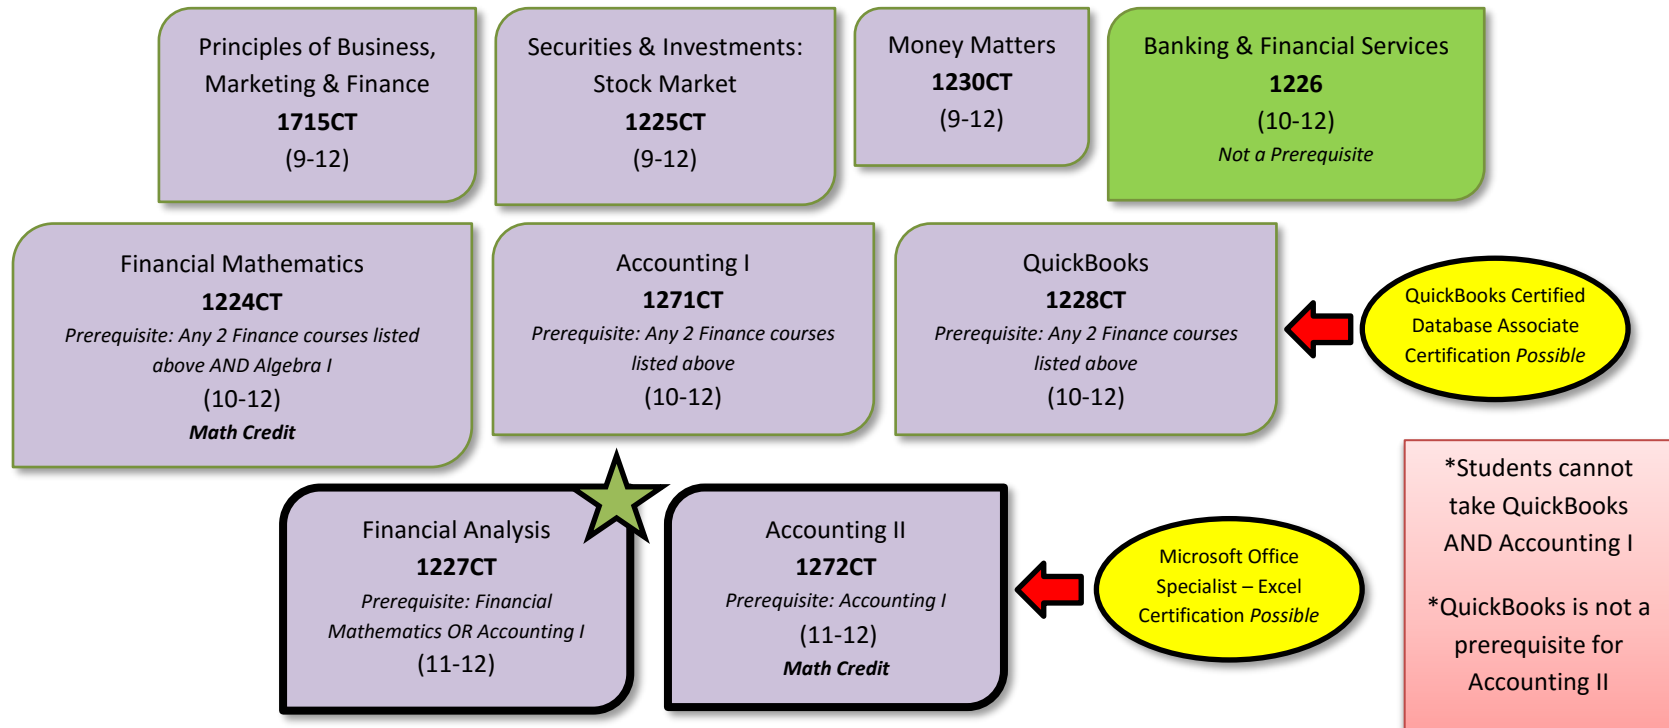 Principles of Business,
Marketing & Finance
1715CT
(9-12)
Securities & Investments:
Stock Market
1225CT
(9-12)
Money Matters
1230CT
(9-12)
Banking & Financial Services
1226
(10-12)
Not a Prerequisite
Financial Mathematics
1224CT
Prerequisite: Any 2 Finance courses listed
above AND Algebra I
(10-12)
Math Credit
Accounting I
1271CT
Prerequisite: Any 2 Finance courses
listed above
(10-12)
QuickBooks
1228CT
Prerequisite: Any 2 Finance courses
listed above
(10-12)
QuickBooks Certified
Database Associate
Certification Possible
Financial Analysis
1227CT
Prerequisite: Financial
Mathematics OR Accounting I
(11-12)
Accounting II
1272CT
Prerequisite: Accounting I
(11-12)
Math Credit
Microsoft Office
Specialist – Excel
Certification Possible
*Students cannot
take QuickBooks
AND Accounting I
*QuickBooks is not a
prerequisite for
Accounting II